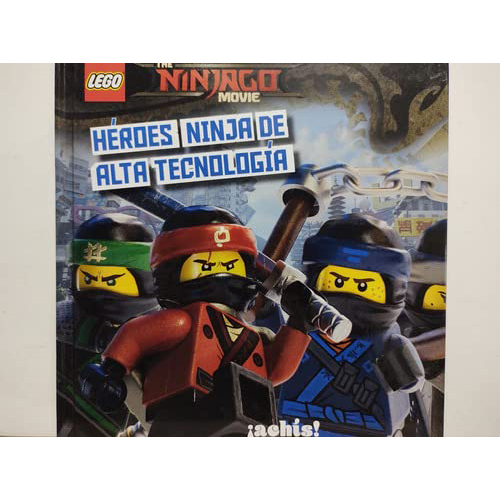 LEGO
THE
NINJAGO
MOVIE
HÉROES NINJA DE
ALTA TECNOLOGÍA
¡achís!